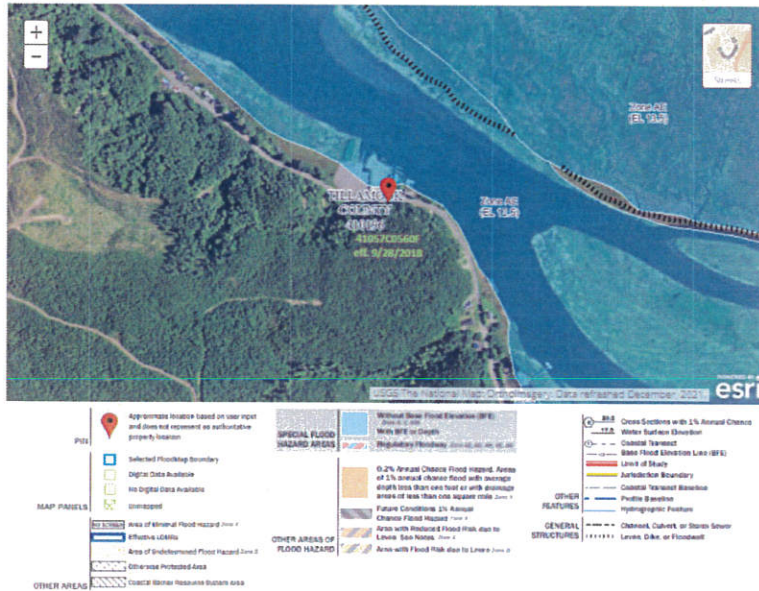 +
−
Zone AE
(EL 13.5)
TILLAMOOK
COUNTY
410196
41057C0560F
eff. 9/28/2018
Zone AE
(EL 12.5)
USGS The National Map: Orthoimagery. Data refreshed December, 2021
POWERED BY
esri
PIN
Approximate location based on user input
and does not represent an authoritative
property location
MAP PANELS
Selected FloodMap Boundary
Digital Data Available
No Digital Data Available
Unmapped
OTHER AREAS
Area of Minimal Flood Hazard Zone X
Effective LOMRs
Area of Undetermined Flood Hazard Zone D
Otherwise Protected Area
Coastal Barrier Resource System Area
SPECIAL FLOOD
HAZARD AREAS
Without Base Flood Elevation (BFE)
With BFE or Depth
Regulatory Floodway
OTHER AREAS OF
FLOOD HAZARD
0.2% Annual Chance Flood Hazard, Areas
of 1% annual chance flood with average
depth less than one foot or with drainage
areas of less than one square mile Zone X
Future Conditions 1% Annual
Chance Flood Hazard Zone X
Area with Reduced Flood Risk due to
Levee. See Notes. Zone X
Area with Flood Risk due to Levee Zone D
OTHER
FEATURES
Cross Sections with 1% Annual Chance
Water Surface Elevation
Coastal Transect
Base Flood Elevation Line (BFE)
Limit of Study
Jurisdiction Boundary
Coastal Transect Baseline
Profile Baseline
Hydrographic Feature
GENERAL
STRUCTURES
Channel, Culvert, or Storm Sewer
Levee, Dike, or Floodwall